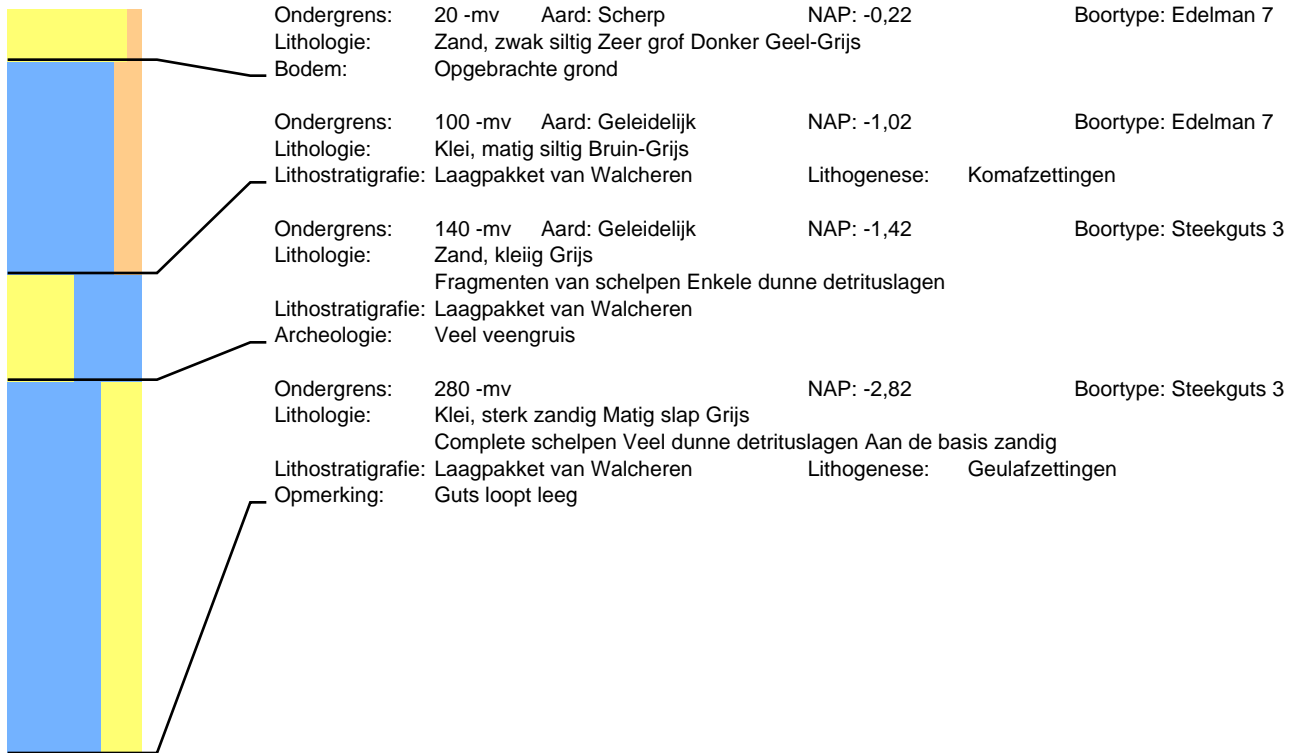 Ondergrens: 20 -mv Aard: Scherp NAP: -0,22 Boortype: Edelman 7
Lithologie: Zand, zwak siltig Zeer grof Donker Geel-Grijs
Bodem: Opgebrachte grond
Ondergrens: 100 -mv Aard: Geleidelijk NAP: -1,02 Boortype: Edelman 7
Lithologie: Klei, matig siltig Bruin-Grijs
Lithostratigrafie: Laagpakket van Walcheren Lithogenese: Komafzettingen
Ondergrens: 140 -mv Aard: Geleidelijk NAP: -1,42 Boortype: Steekguts 3
Lithologie: Zand, kleiig Grijs
Fragmenten van schelpen Enkele dunne detrituslagen
Lithostratigrafie: Laagpakket van Walcheren
Archeologie: Veel veengruis
Ondergrens: 280 -mv NAP: -2,82 Boortype: Steekguts 3
Lithologie: Klei, sterk zandig Matig slap Grijs
Complete schelpen Veel dunne detrituslagen Aan de basis zandig
Lithostratigrafie: Laagpakket van Walcheren Lithogenese: Geulafzettingen
Opmerking: Guts loopt leeg